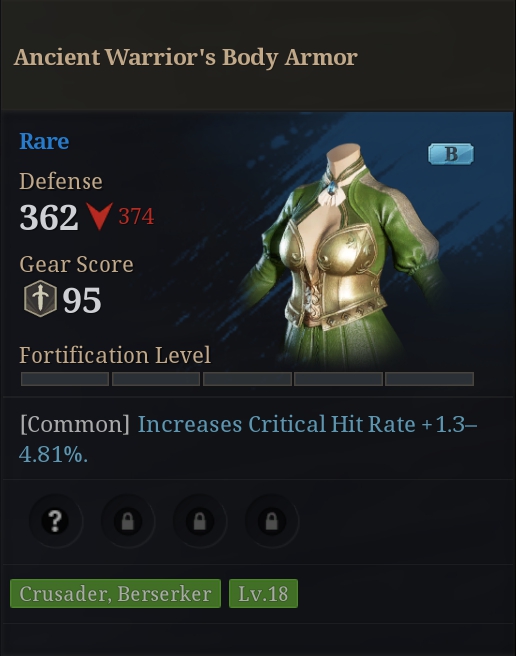 Ancient Warrior's Body Armor
Rare
B
Defense
362 374
Gear Score
95
Fortification Level
[Common] Increases Critical Hit Rate +1.3–
4.81%.
?
Crusader, Berserker Lv.18